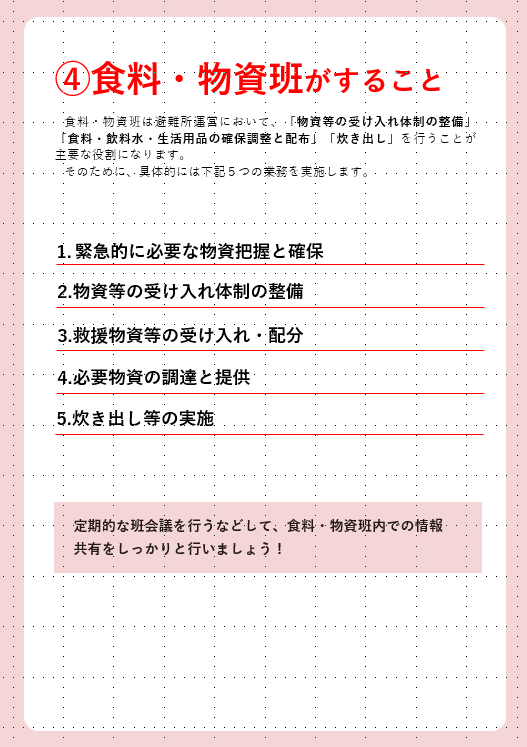 ④食料・物資班がすること
食料・物資班は避難所運営において、「物資等の受け入れ体制の整備」
「食料・飲料水・生活用品の確保調整と配布」「炊き出し」を行うことが
主要な役割になります。
そのために、具体的には下記５つの業務を実施します。
1. 緊急的に必要な物資把握と確保
2.物資等の受け入れ体制の整備
3.救援物資等の受け入れ・配分
4.必要物資の調達と提供
5.炊き出し等の実施
定期的な班会議を行うなどして、食料・物資班内での情報
共有をしっかりと行いましょう！